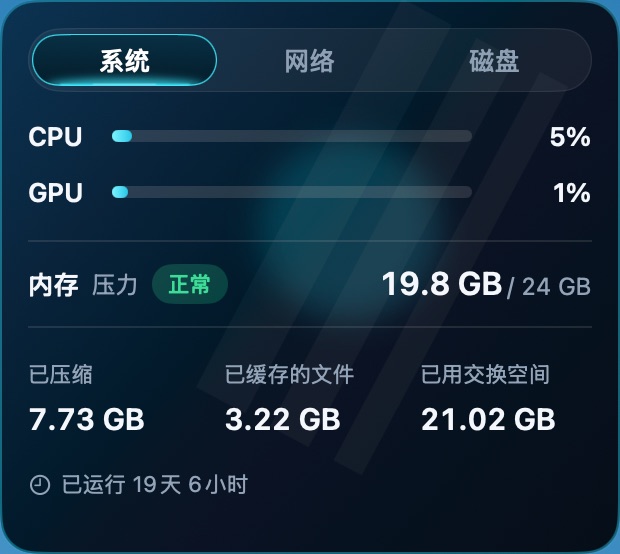 系统 网络 磁盘
CPU 5%
GPU 1%
内存 压力 正常 19.8 GB / 24 GB
已压缩 已缓存的文件 已用交换空间
7.73 GB 3.22 GB 21.02 GB
已运行 19天 6小时